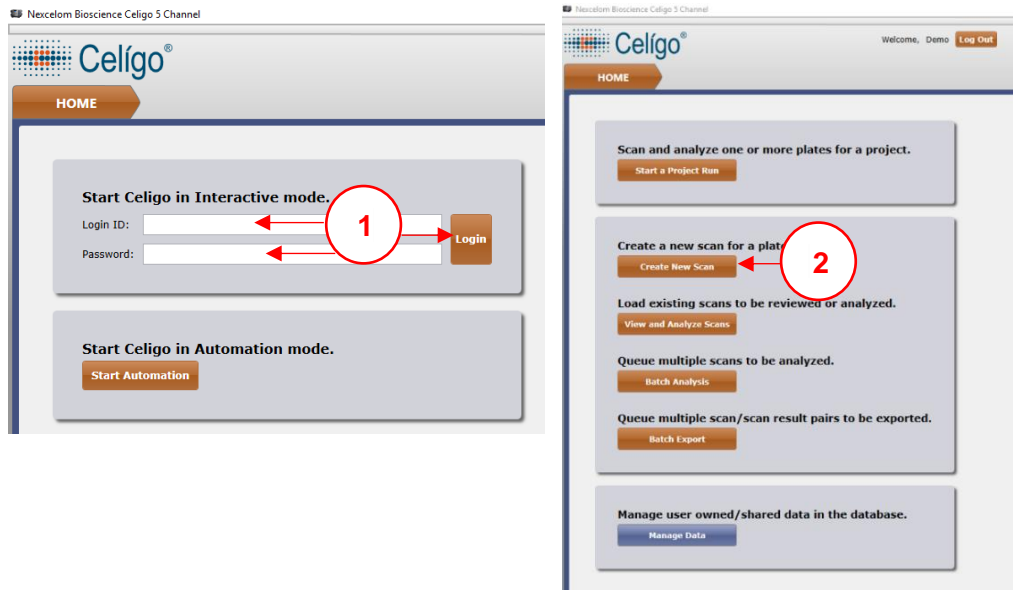 Nexcelom Bioscience Celigo 5 Channel
Celígo®
HOME
Start Celigo in Interactive mode.
Login ID:
Password:
Login
1
Start Celigo in Automation mode.
Start Automation
Nexcelom Bioscience Celigo 5 Channel
Celígo®
Welcome, Demo Log Out
HOME
Scan and analyze one or more plates for a project.
Start a Project Run
Create a new scan for a plat
Create New Scan
2
Load existing scans to be reviewed or analyzed.
View and Analyze Scans
Queue multiple scans to be analyzed.
Batch Analysis
Queue multiple scan/scan result pairs to be exported.
Batch Export
Manage user owned/shared data in the database.
Manage Data